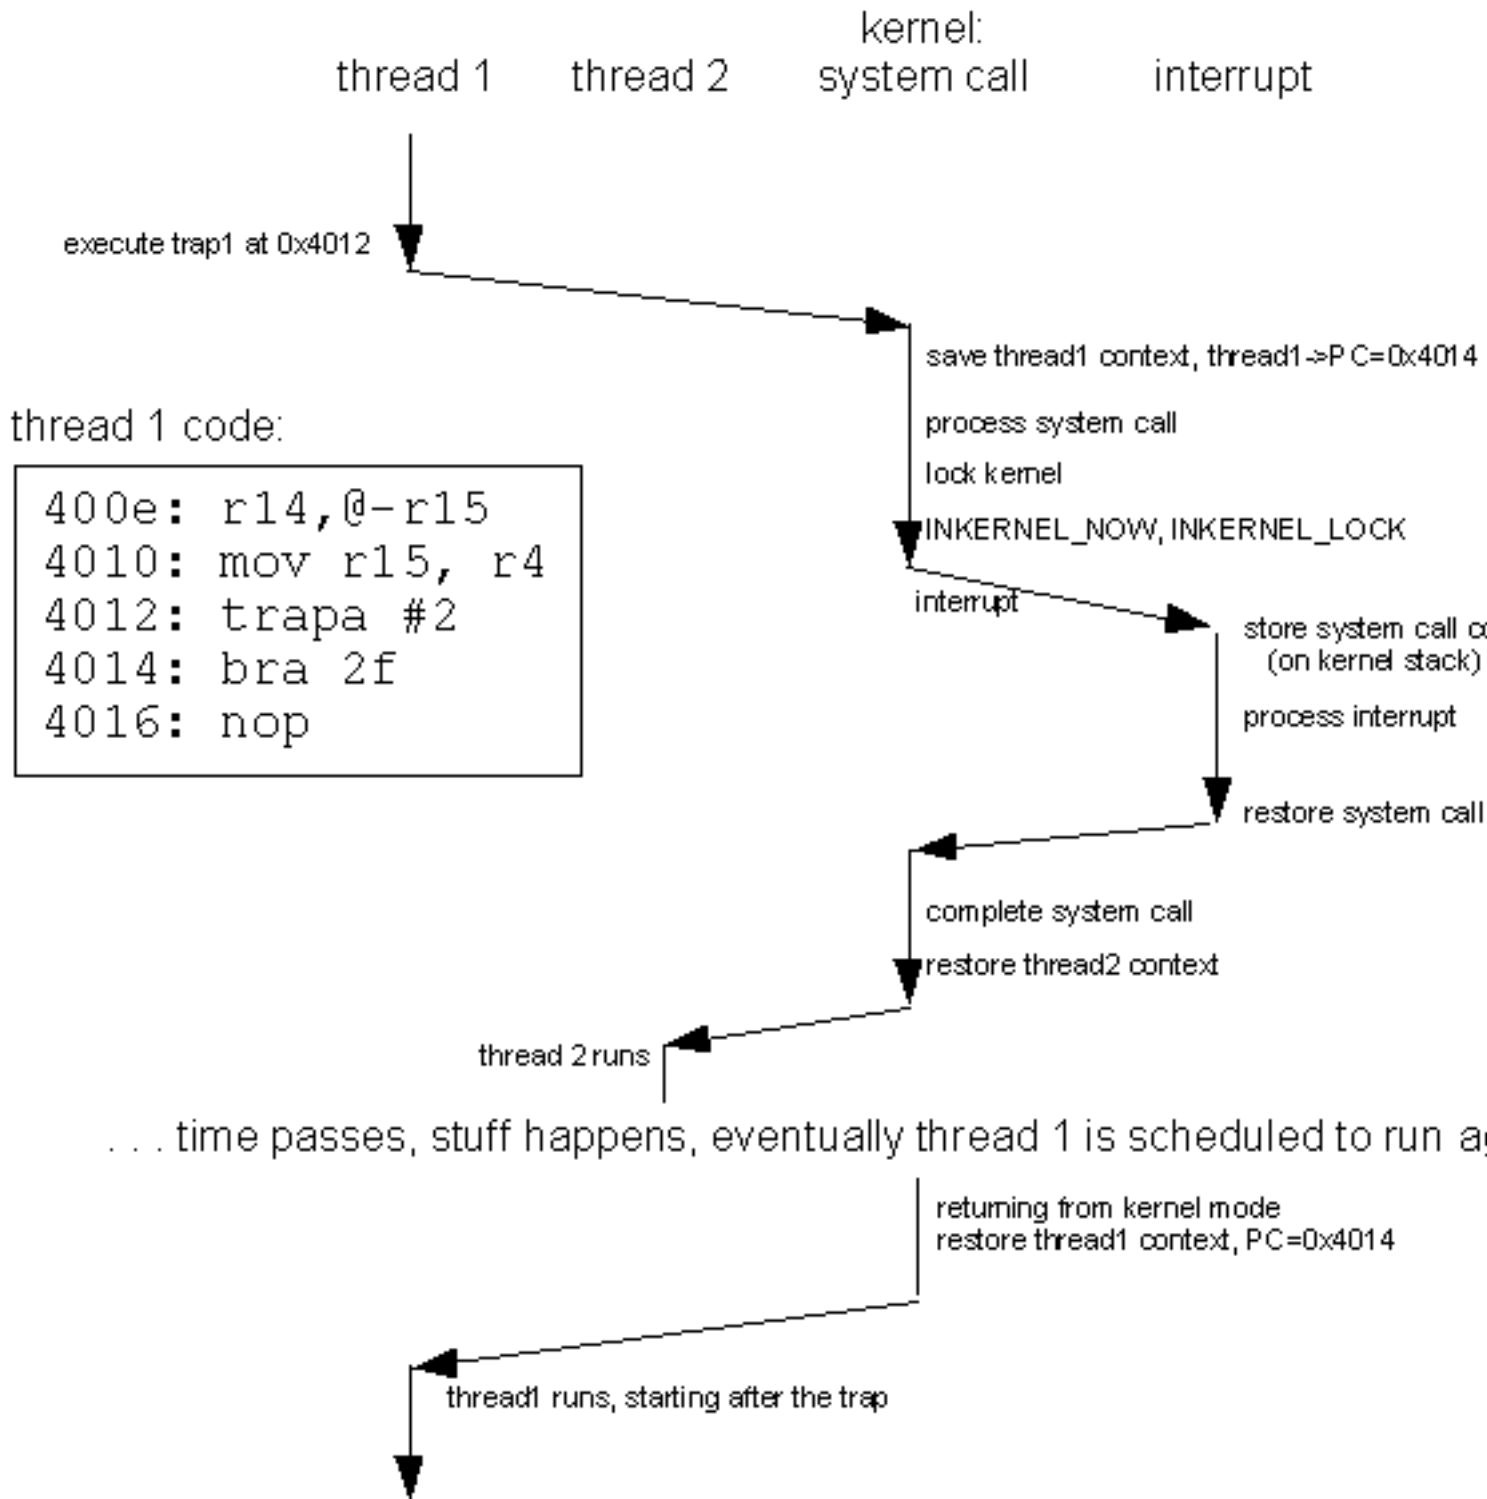 kernel:
thread 1 thread 2 system call interrupt
execute trap1 at 0x4012
save thread1 context, thread1->PC=0x4014
process system call
lock kernel
INKERNEL_NOW, INKERNEL_LOCK
thread 1 code:
400e: r14,@-r15
4010: mov r15, r4
4012: trapa #2
4014: bra 2f
4016: nop
interrupt
store system call
(on kernel stack)
process interrupt
restore system call
complete system call
restore thread2 context
thread 2 runs
. . . time passes, stuff happens, eventually thread 1 is scheduled to run
returning from kernel mode
restore thread1 context, PC=0x4014
thread1 runs, starting after the trap